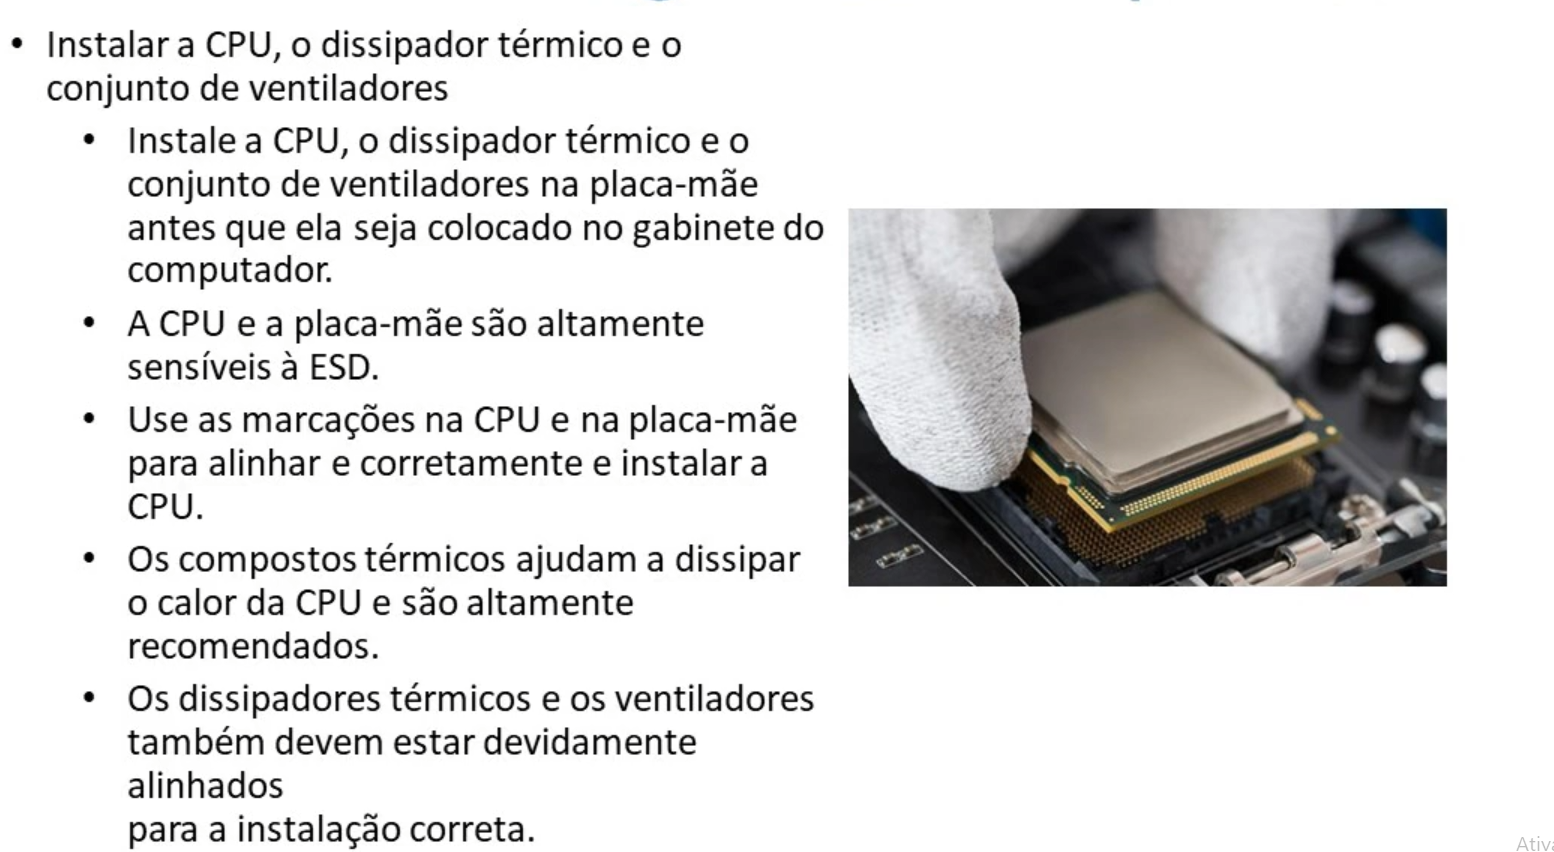 • Instalar a CPU, o dissipador térmico e o
conjunto de ventiladores
• Instale a CPU, o dissipador térmico e o
conjunto de ventiladores na placa-mãe
antes que ela seja colocado no gabinete do
computador.
• A CPU e a placa-mãe são altamente
sensíveis à ESD.
• Use as marcações na CPU e na placa-mãe
para alinhar e corretamente e instalar a
CPU.
• Os compostos térmicos ajudam a dissipar
o calor da CPU e são altamente
recomendados.
• Os dissipadores térmicos e os ventiladores
também devem estar devidamente
alinhados
para a instalação correta.